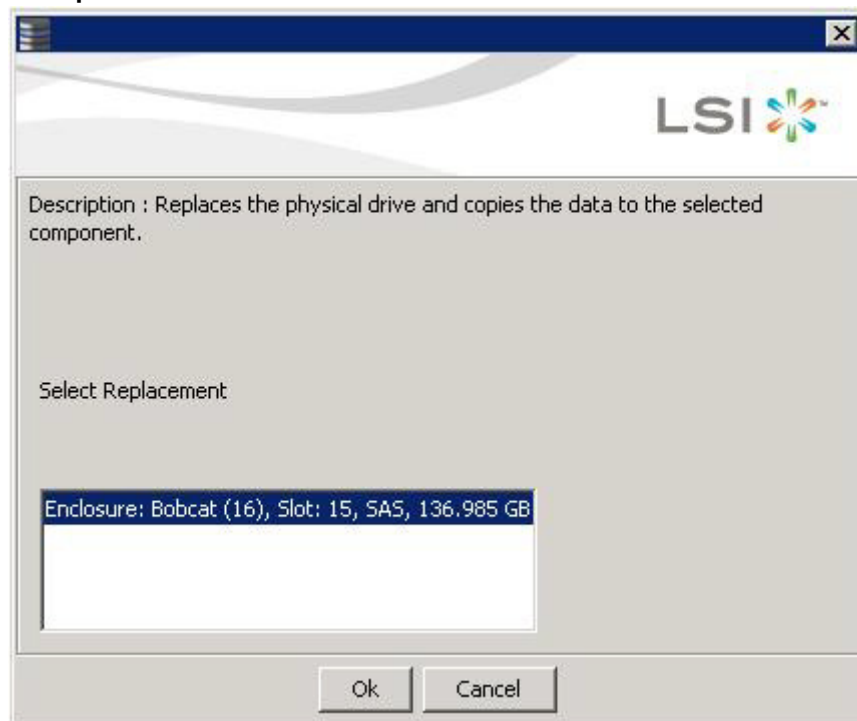 LSI
Description : Replaces the physical drive and copies the data to the selected
component.
Select Replacement
Enclosure: Bobcat (16), Slot: 15, SAS, 136.985 GB
Ok
Cancel